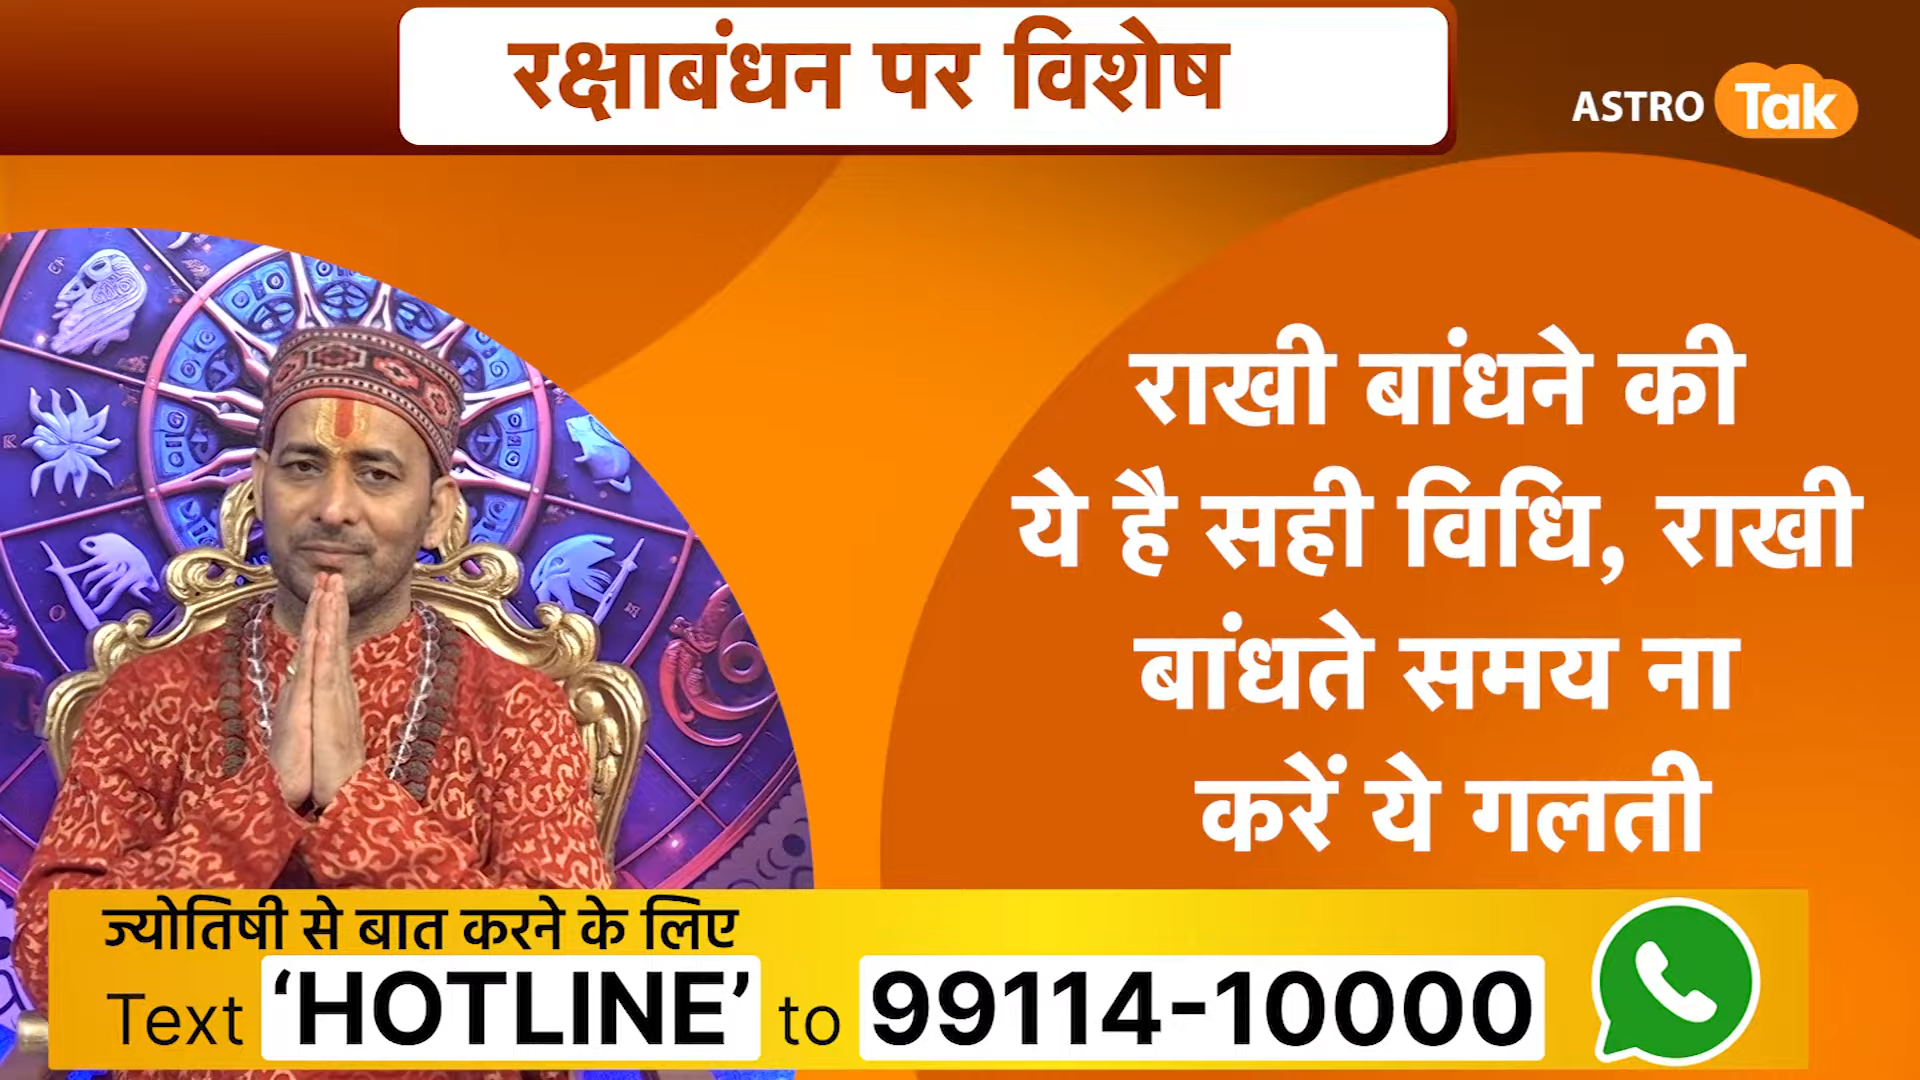 रक्षाबंधन पर विशेष
ASTRO Tak
राखी बांधने की
ये है सही विधि, राखी
बांधते समय ना
करें ये गलती
ज्योतिषी से बात करने के लिए
Text ‘HOTLINE’ to 99114-10000